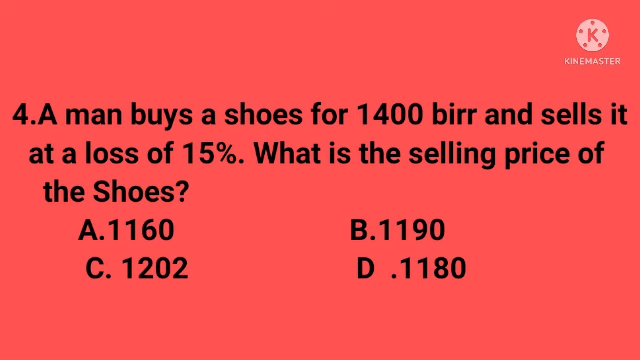 K
KINEMASTER
4.A man buys a shoes for 1400 birr and sells it
at a loss of 15%. What is the selling price of
the Shoes?
A.1160 B.1190
C. 1202 D .1180